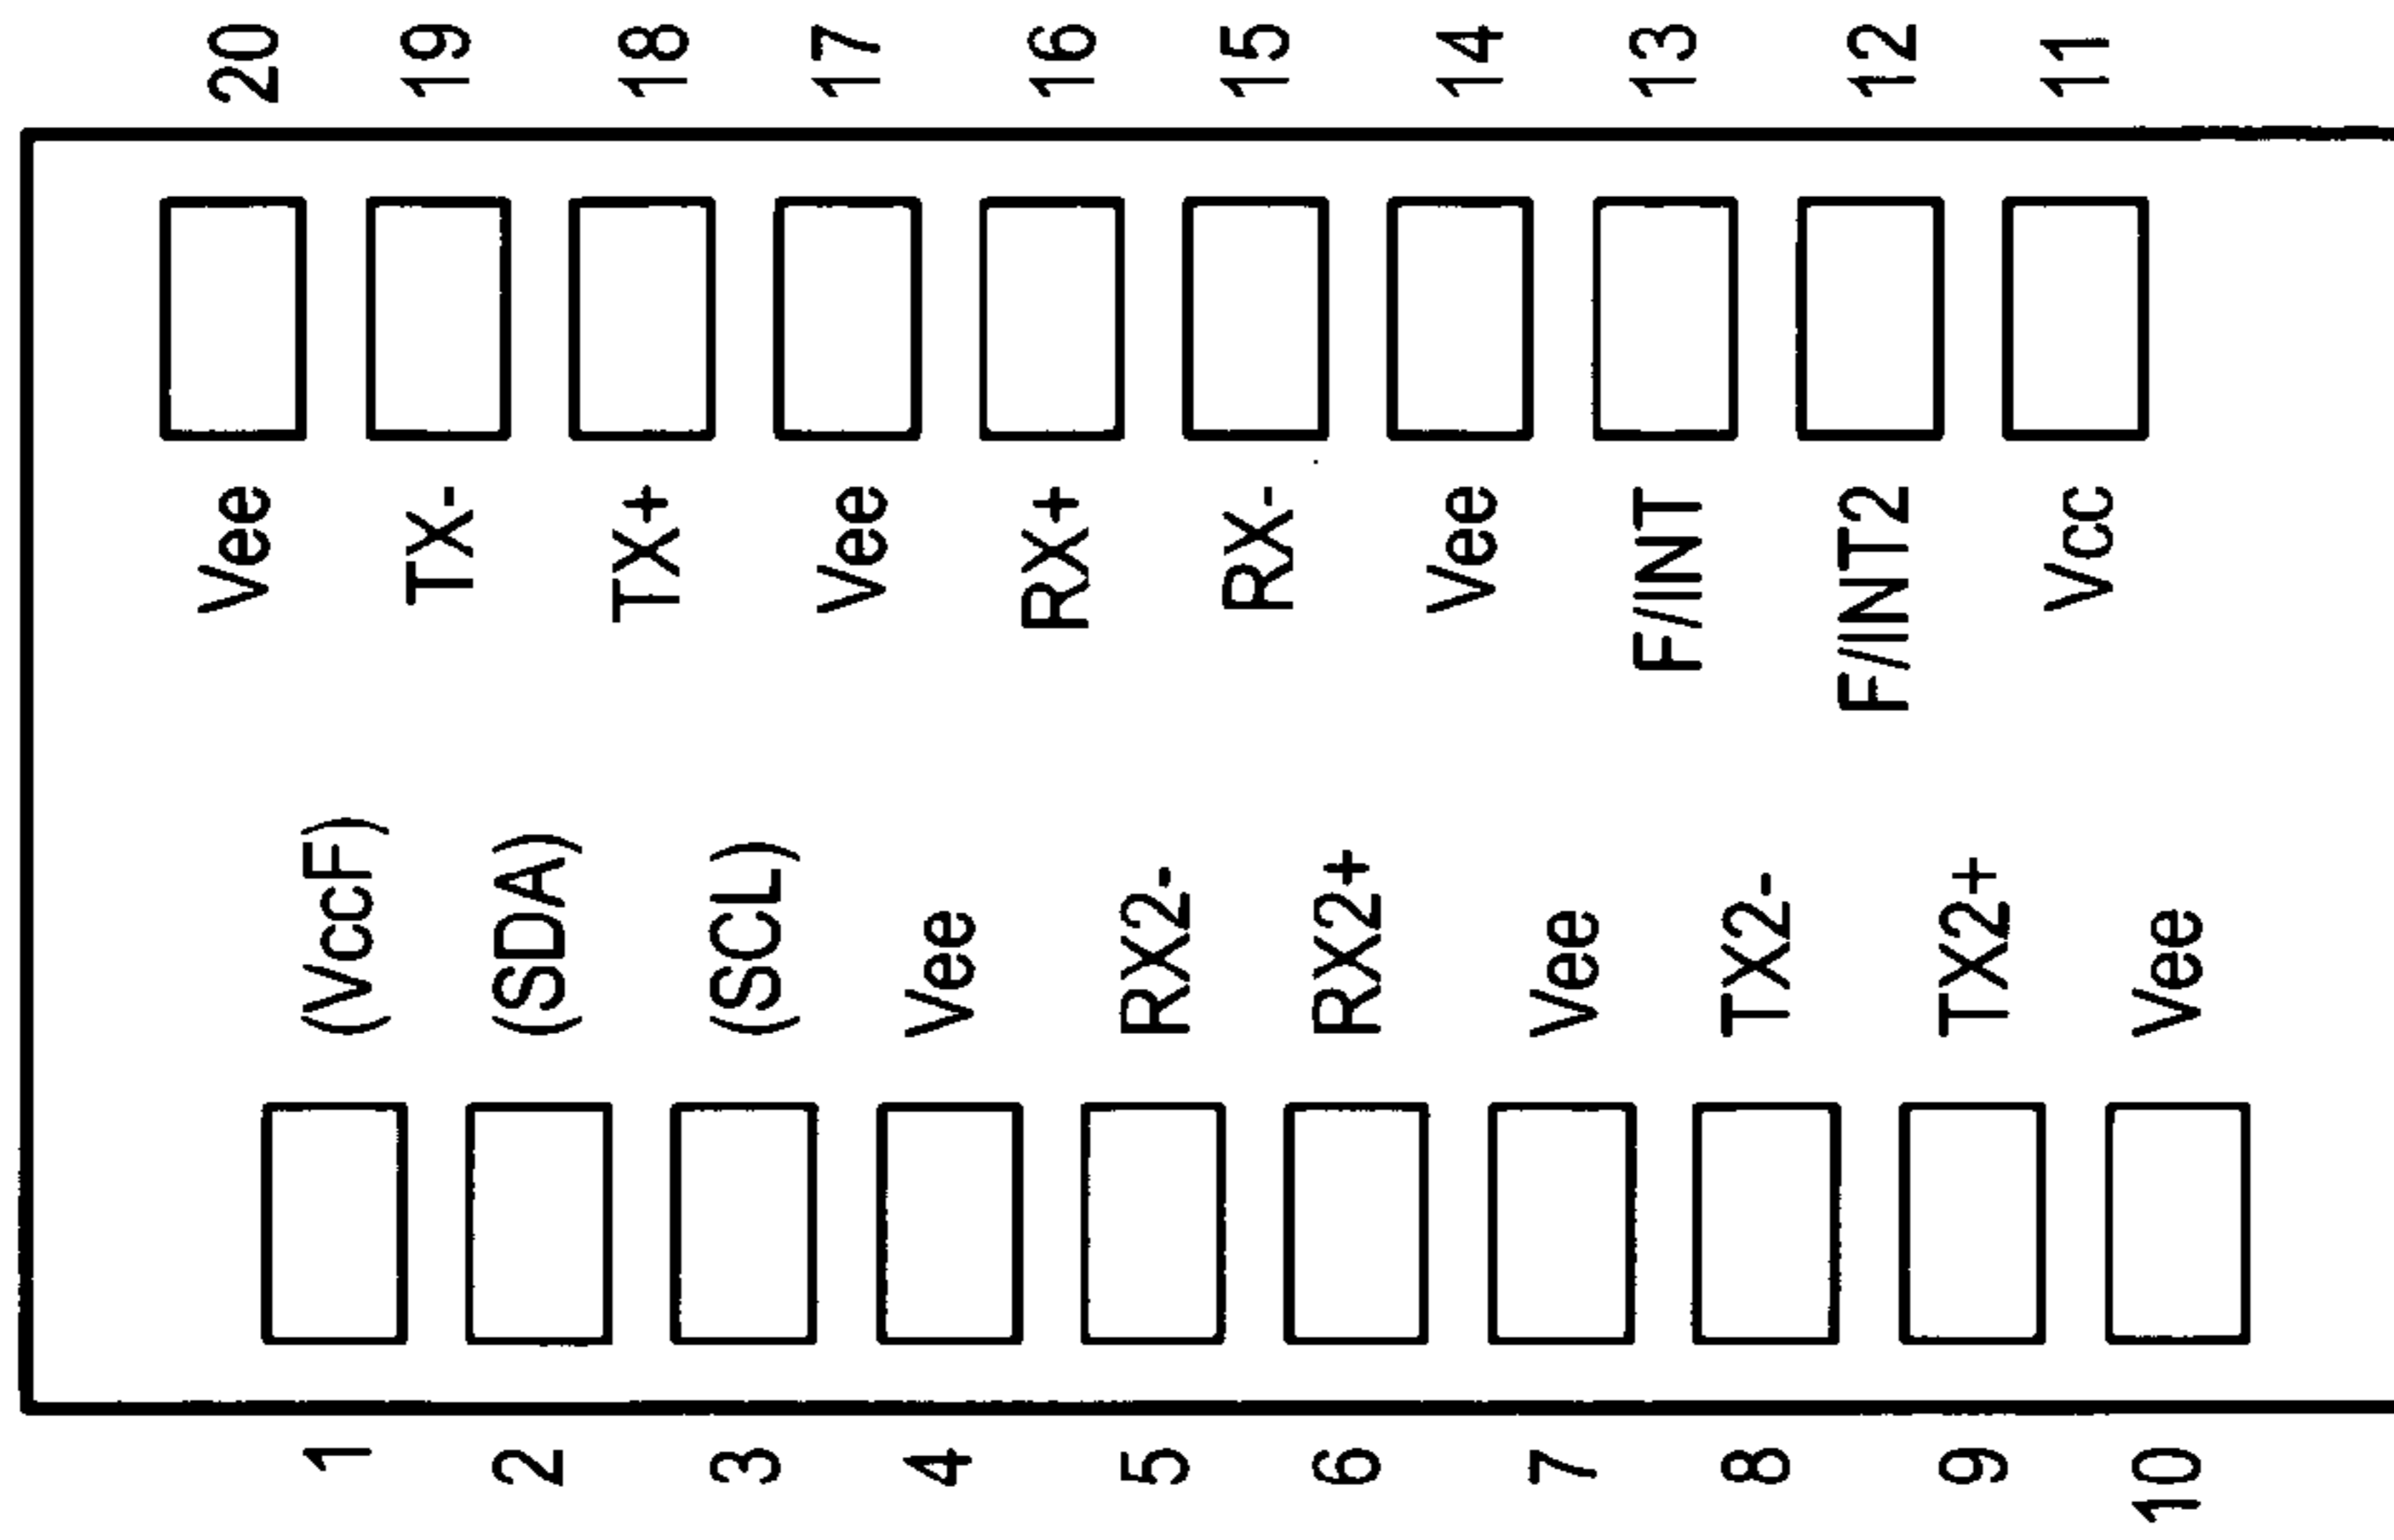 20 19 18 17 16 15 14 13 12 11
Vee TX- TX+ Vee RX+ RX- Vee F/INT F/INT2 Vcc
(VccF) (SDA) (SCL) Vee RX2- RX2+ Vee TX2- TX2+ Vee
1 2 3 4 5 6 7 8 9 10